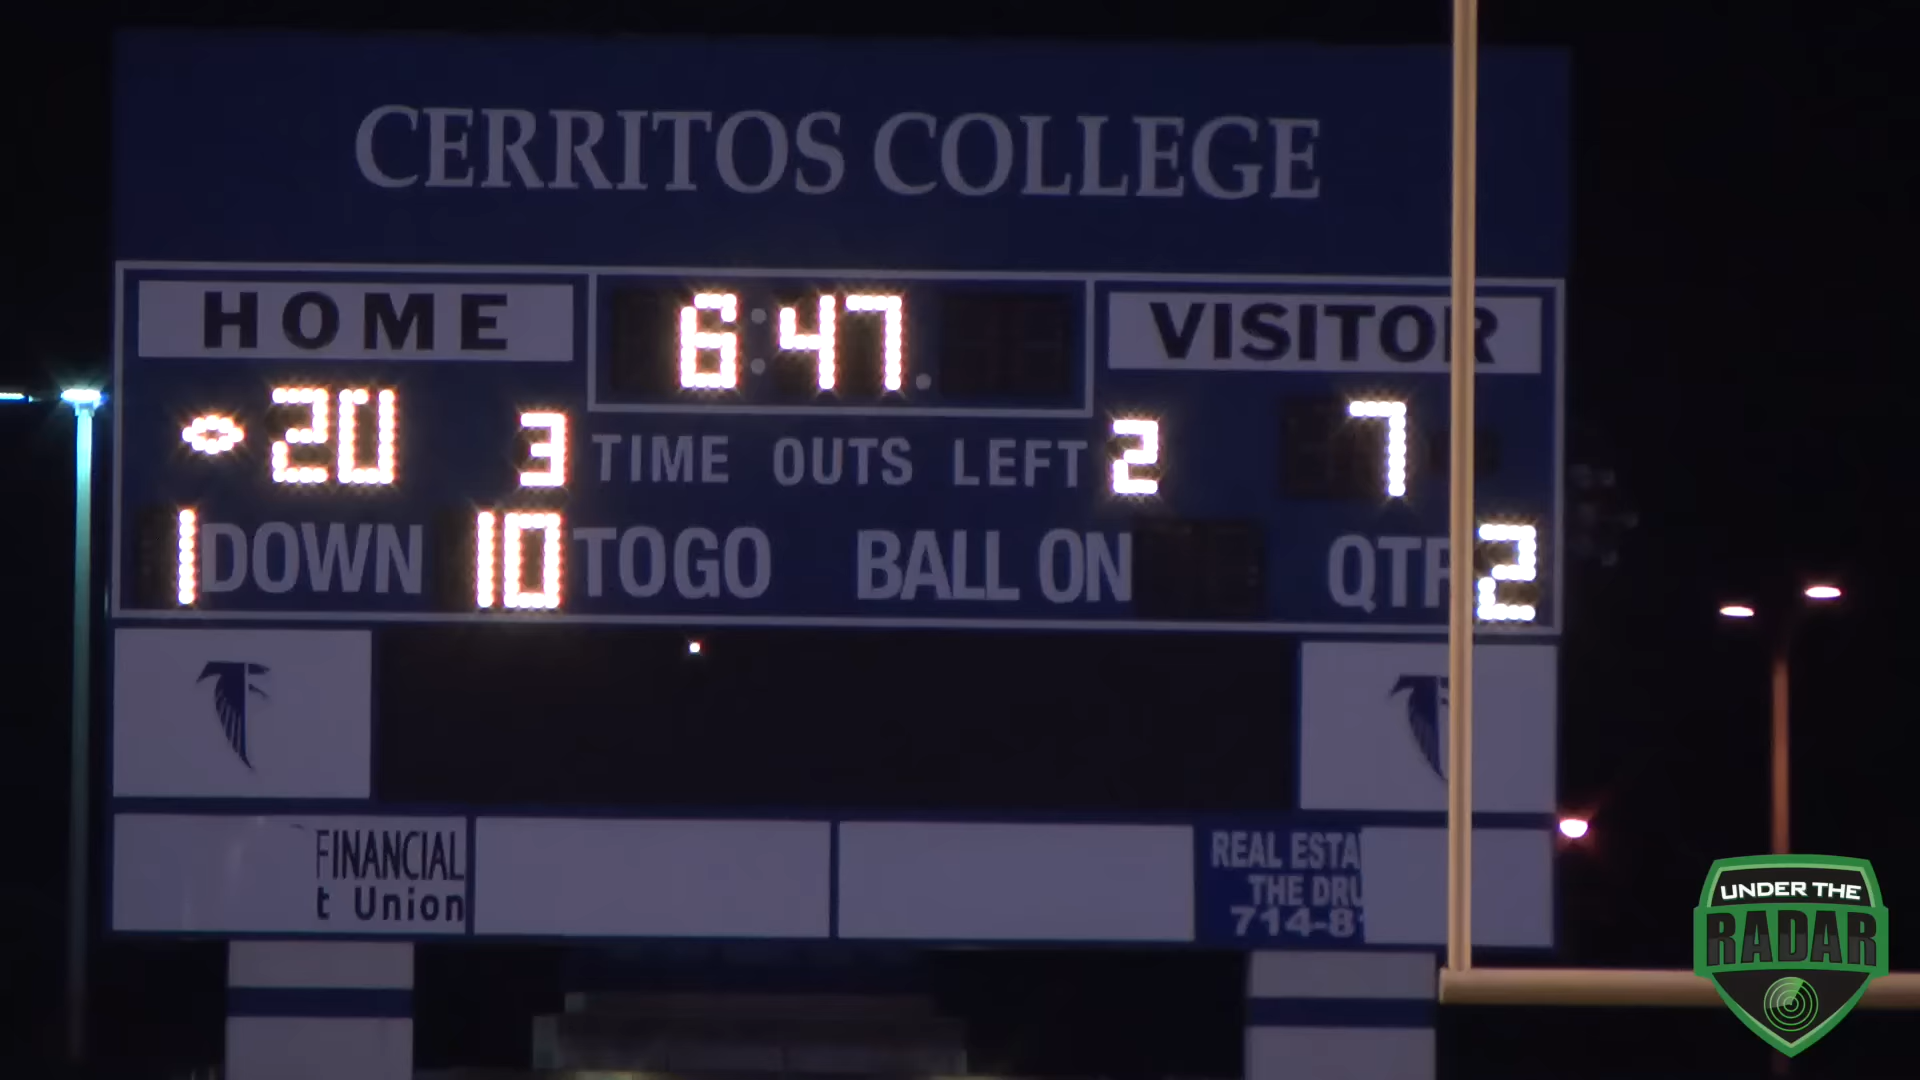 CERRITOS COLLEGE
HOME 6:47 VISITOR
20 3 TIME OUTS LEFT 2 7
1 DOWN 10 TO GO BALL ON QTR 2
FINANCIAL
t Union
REAL ESTA
THE DRU
714-8
UNDER THE
RADAR